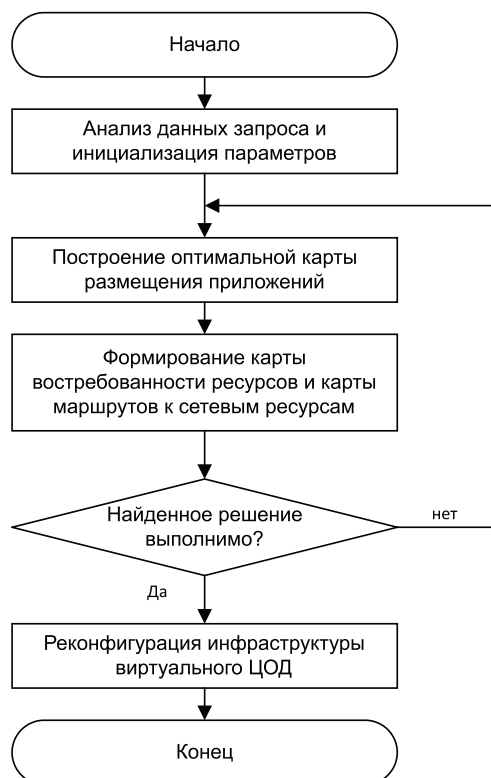 Начало
Анализ данных запроса и
инициализация параметров
Построение оптимальной карты
размещения приложений
Формирование карты
востребованности ресурсов и карты
маршрутов к сетевым ресурсам
Найденное решение
выполнимо?
нет
Да
Реконфигурация инфраструктуры
виртуального ЦОД
Конец